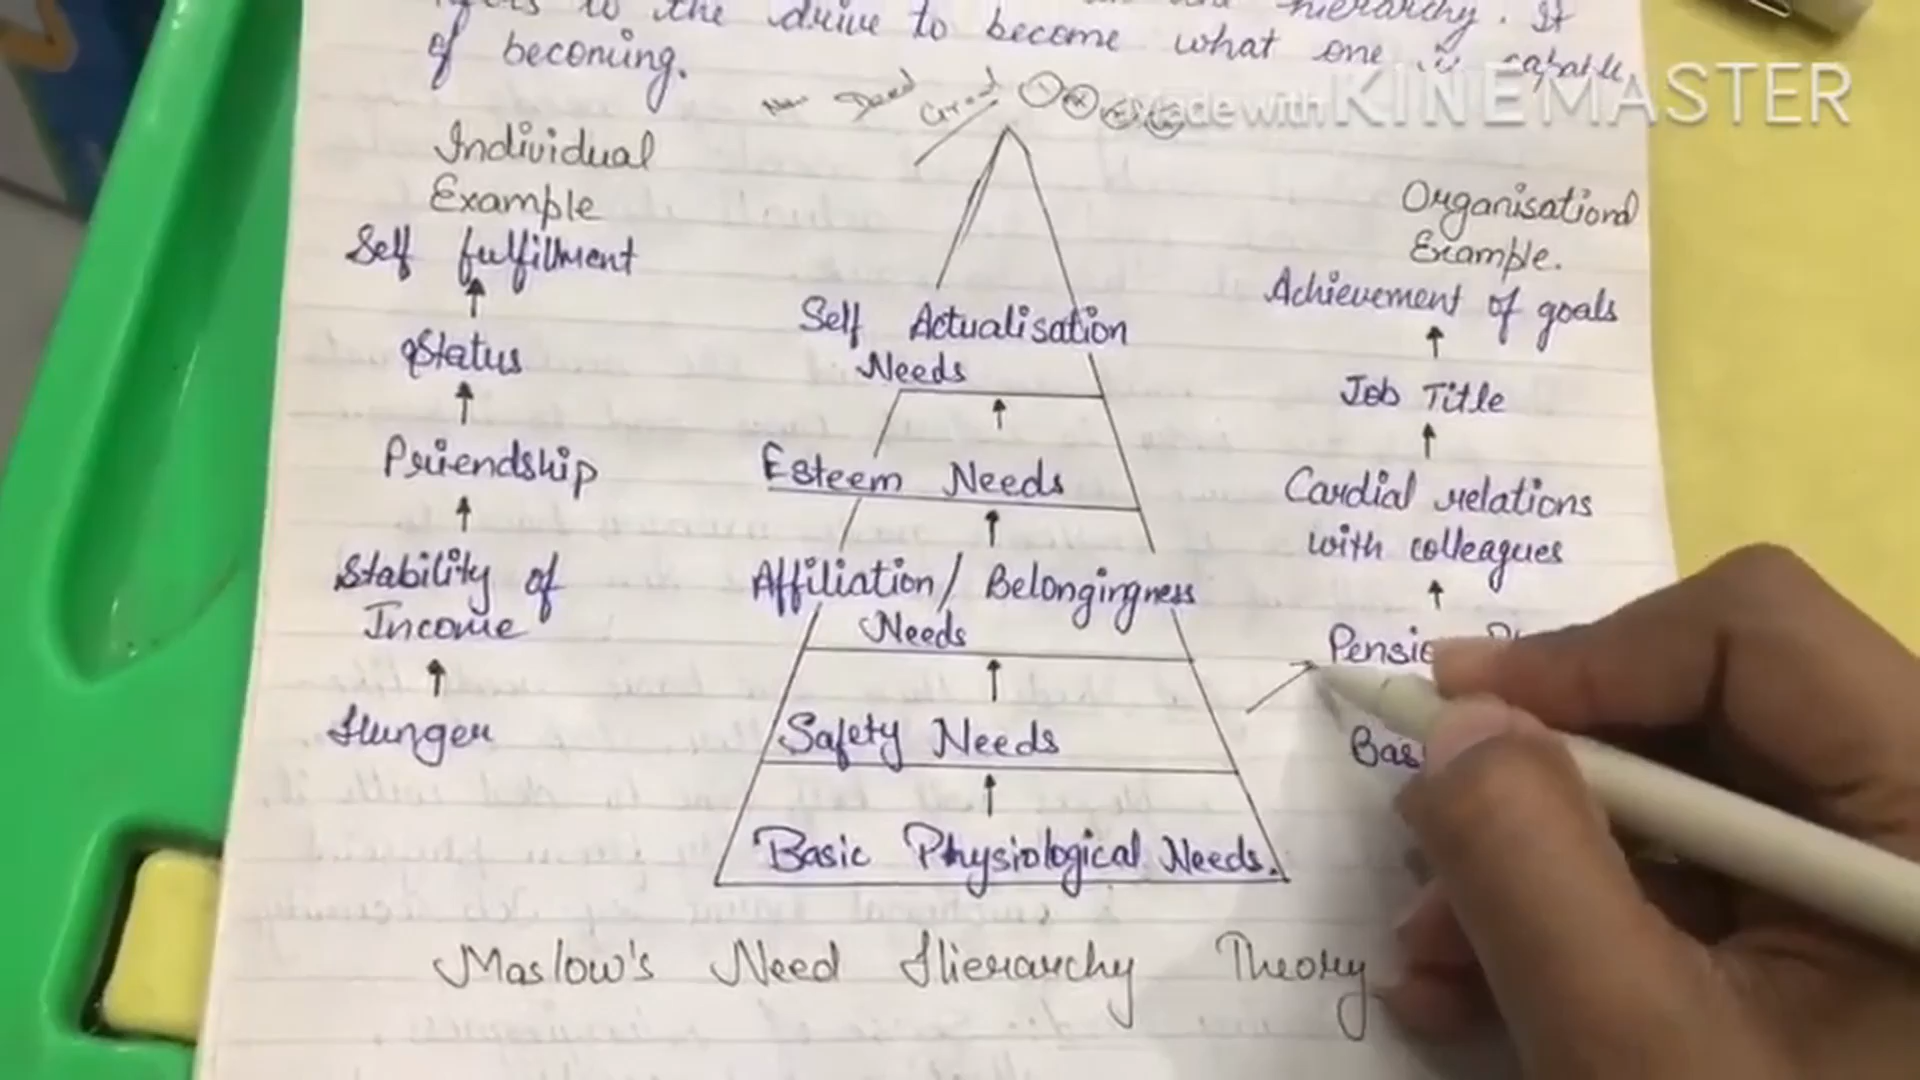 to the drive to become what one is capable
of becoming.
Made with KINEMASTER
Individual
Example
Self fulfillment
Status
Friendship
Stability of
Income
Hunger
Self Actualisation
Needs
Esteem Needs
Affiliation/ Belongingness
Needs
Safety Needs
Basic Physiological Needs.
Organisational
Example.
Achievement of goals
Job Title
Cardial relations
with colleagues
Maslow's Need Hierarchy Theory